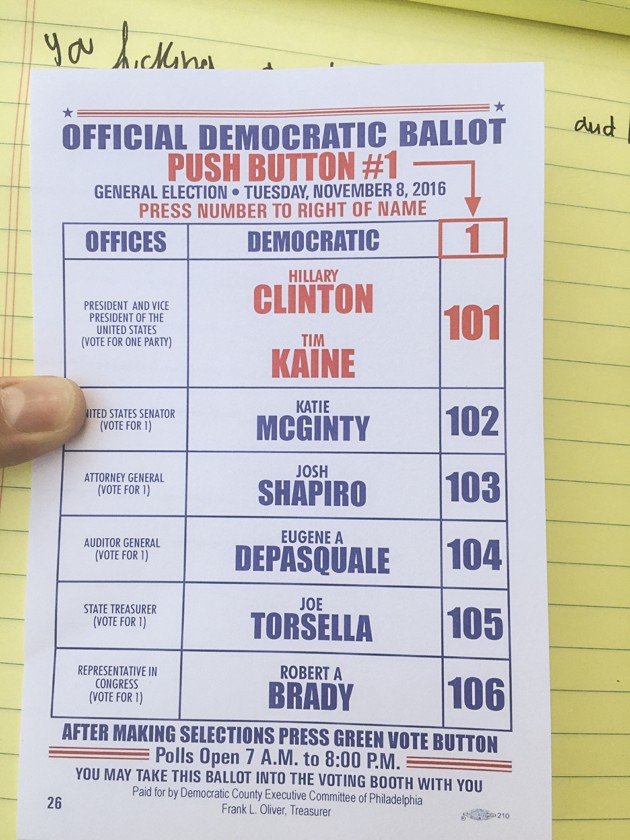 you fucking
and
OFFICIAL DEMOCRATIC BALLOT
PUSH BUTTON #1
GENERAL ELECTION • TUESDAY, NOVEMBER 8, 2016
PRESS NUMBER TO RIGHT OF NAME
OFFICES DEMOCRATIC 1
PRESIDENT AND VICE
PRESIDENT OF THE
UNITED STATES
(VOTE FOR ONE PARTY)
HILLARY
CLINTON
TIM
KAINE
101
UNITED STATES SENATOR
(VOTE FOR 1)
KATIE
MCGINTY
102
ATTORNEY GENERAL
(VOTE FOR 1)
JOSH
SHAPIRO
103
AUDITOR GENERAL
(VOTE FOR 1)
EUGENE A
DEPASQUALE
104
STATE TREASURER
(VOTE FOR 1)
JOE
TORSELLA
105
REPRESENTATIVE IN
CONGRESS
(VOTE FOR 1)
ROBERT A
BRADY
106
AFTER MAKING SELECTIONS PRESS GREEN VOTE BUTTON
Polls Open 7 A.M. to 8:00 P.M.
YOU MAY TAKE THIS BALLOT INTO THE VOTING BOOTH WITH YOU
Paid for by Democratic County Executive Committee of Philadelphia
Frank L. Oliver, Treasurer
26
210